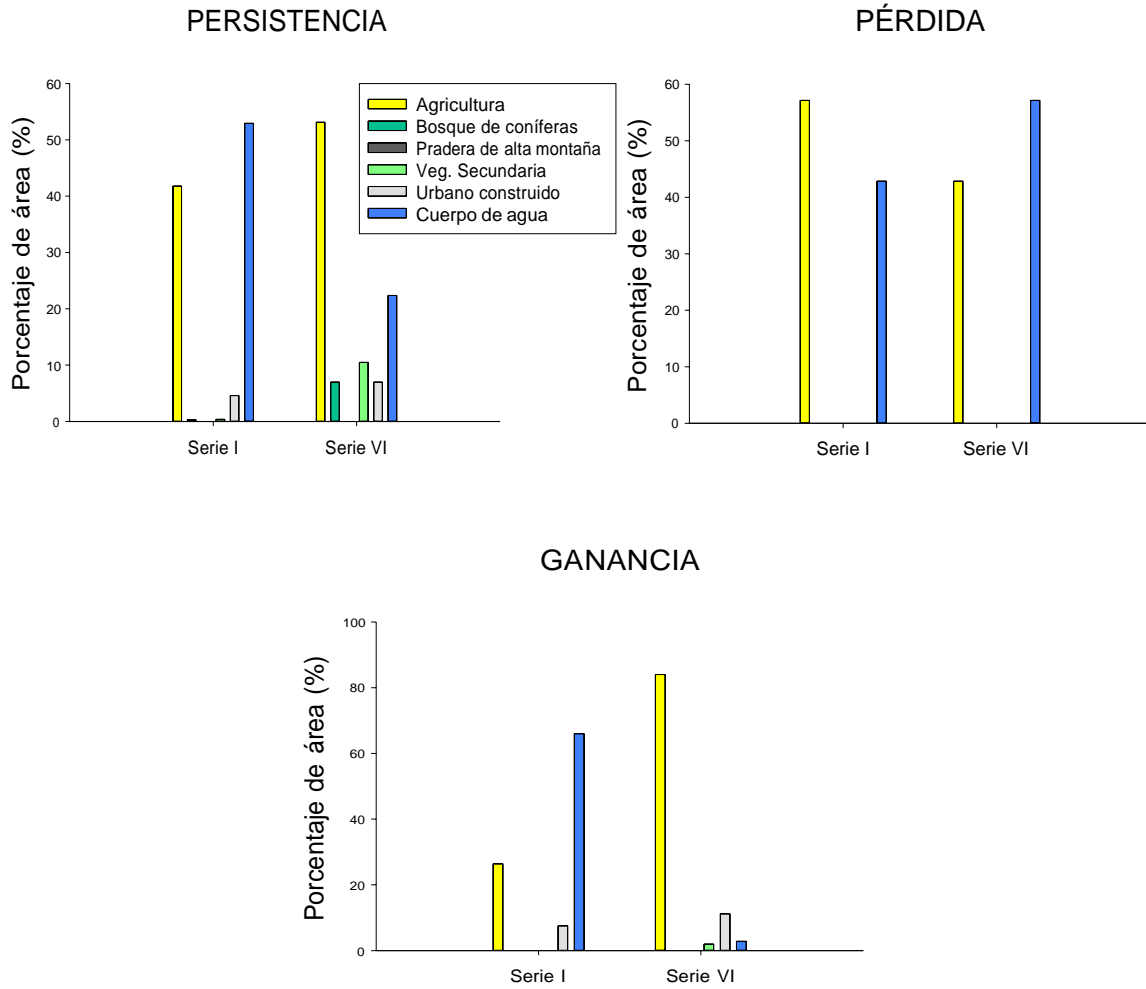 PERSISTENCIA
Porcentaje de área (%)
60
50
40
30
20
10
0
Serie I
Serie VI
Agricultura
Bosque de coníferas
Pradera de alta montaña
Veg. Secundaria
Urbano construido
Cuerpo de agua
PÉRDIDA
Porcentaje de área (%)
60
50
40
30
20
10
0
Serie I
Serie VI
GANANCIA
Porcentaje de área (%)
100
80
60
40
20
0
Serie I
Serie VI